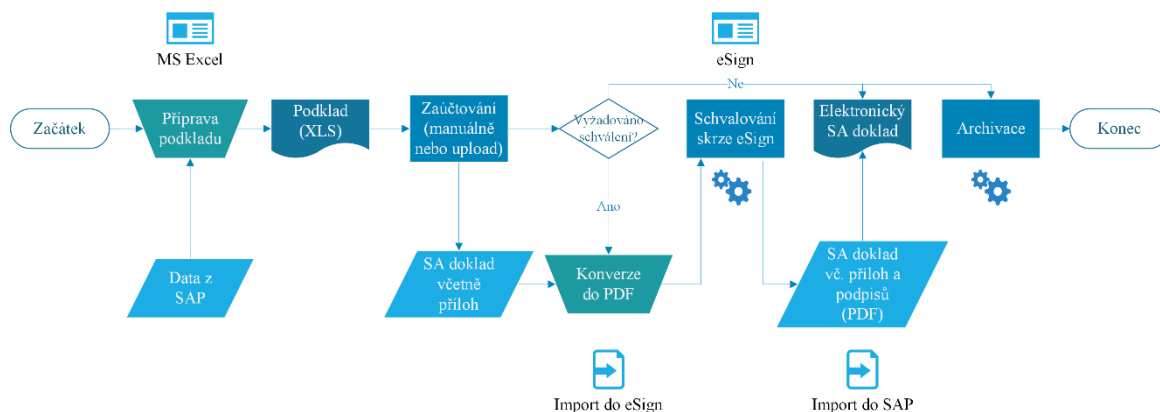 MS Excel
eSign
Ne
Začátek
Příprava
podkladu
Podklad
(XLS)
Zaúčtování
(manuálně
nebo upload)
Vyžadováno
schválení?
Schvalování
skrze eSign
Elektronický
SA doklad
Archivace
Konec
Ano
Data z
SAP
SA doklad
včetně
příloh
Konverze
do PDF
SA doklad
vč. příloh a
podpisů
(PDF)
Import do eSign
Import do SAP